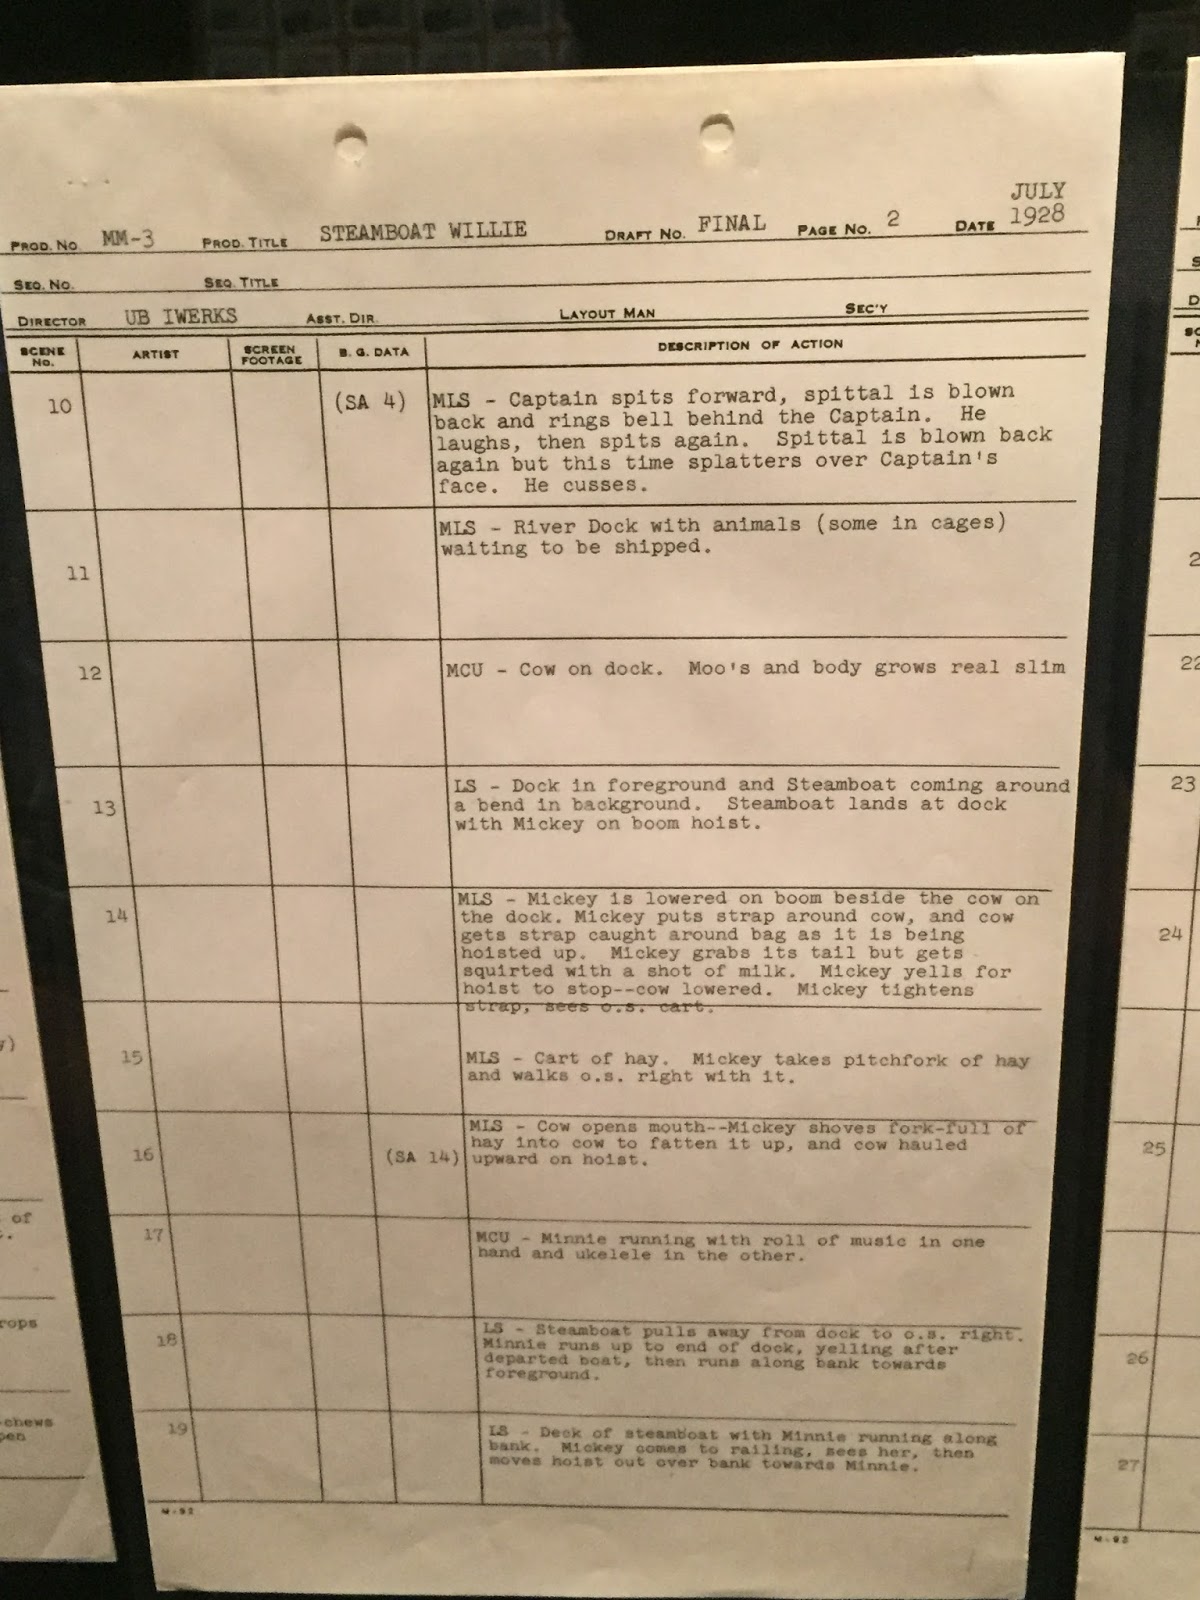 JULY
PROD. NO. MM-3 PROD. TITLE STEAMBOAT WILLIE DRAFT NO. FINAL PAGE NO. 2 DATE 1928
SEQ. NO. SEQ. TITLE
DIRECTOR UB IWERKS ASST. DIR. LAYOUT MAN SEC'Y
SCENE NO. ARTIST SCREEN FOOTAGE B. G. DATA DESCRIPTION OF ACTION
10 (SA 4) MLS - Captain spits forward, spittal is blown
back and rings bell behind the Captain. He
laughs, then spits again. Spittal is blown back
again but this time splatters over Captain's
face. He cusses.
MLS - River Dock with animals (some in cages)
waiting to be shipped.
11
12 MCU - Cow on dock. Moo's and body grows real slim
LS - Dock in foreground and Steamboat coming around
13 a bend in background. Steamboat lands at dock
with Mickey on boom hoist.
MLS - Mickey is lowered on boom beside the cow on
14 the dock. Mickey puts strap around cow, and cow
gets strap caught around bag as it is being
hoisted up. Mickey grabs its tail but gets
squirted with a shot of milk. Mickey yells for
hoist to stop--cow lowered. Mickey tightens
strap, sees o.s. cart.
15 MLS - Cart of hay. Mickey takes pitchfork of hay
and walks o.s. right with it.
MLS - Cow opens mouth--Mickey shoves fork-full of
hay into cow to fatten it up, and cow hauled
16 (SA 14) upward on hoist.
17 MCU - Minnie running with roll of music in one
hand and ukelele in the other.
LS - Steamboat pulls away from dock to o.s. right.
18 Minnie runs up to end of dock, yelling after
departed boat, then runs along bank towards
foreground.
19 LS - Deck of steamboat with Minnie running along
bank. Mickey comes to railing, sees her, then
moves hoist out over bank towards Minnie.
M-92
of
rops
chews
pen
22
23
24
25
26
27
M-92